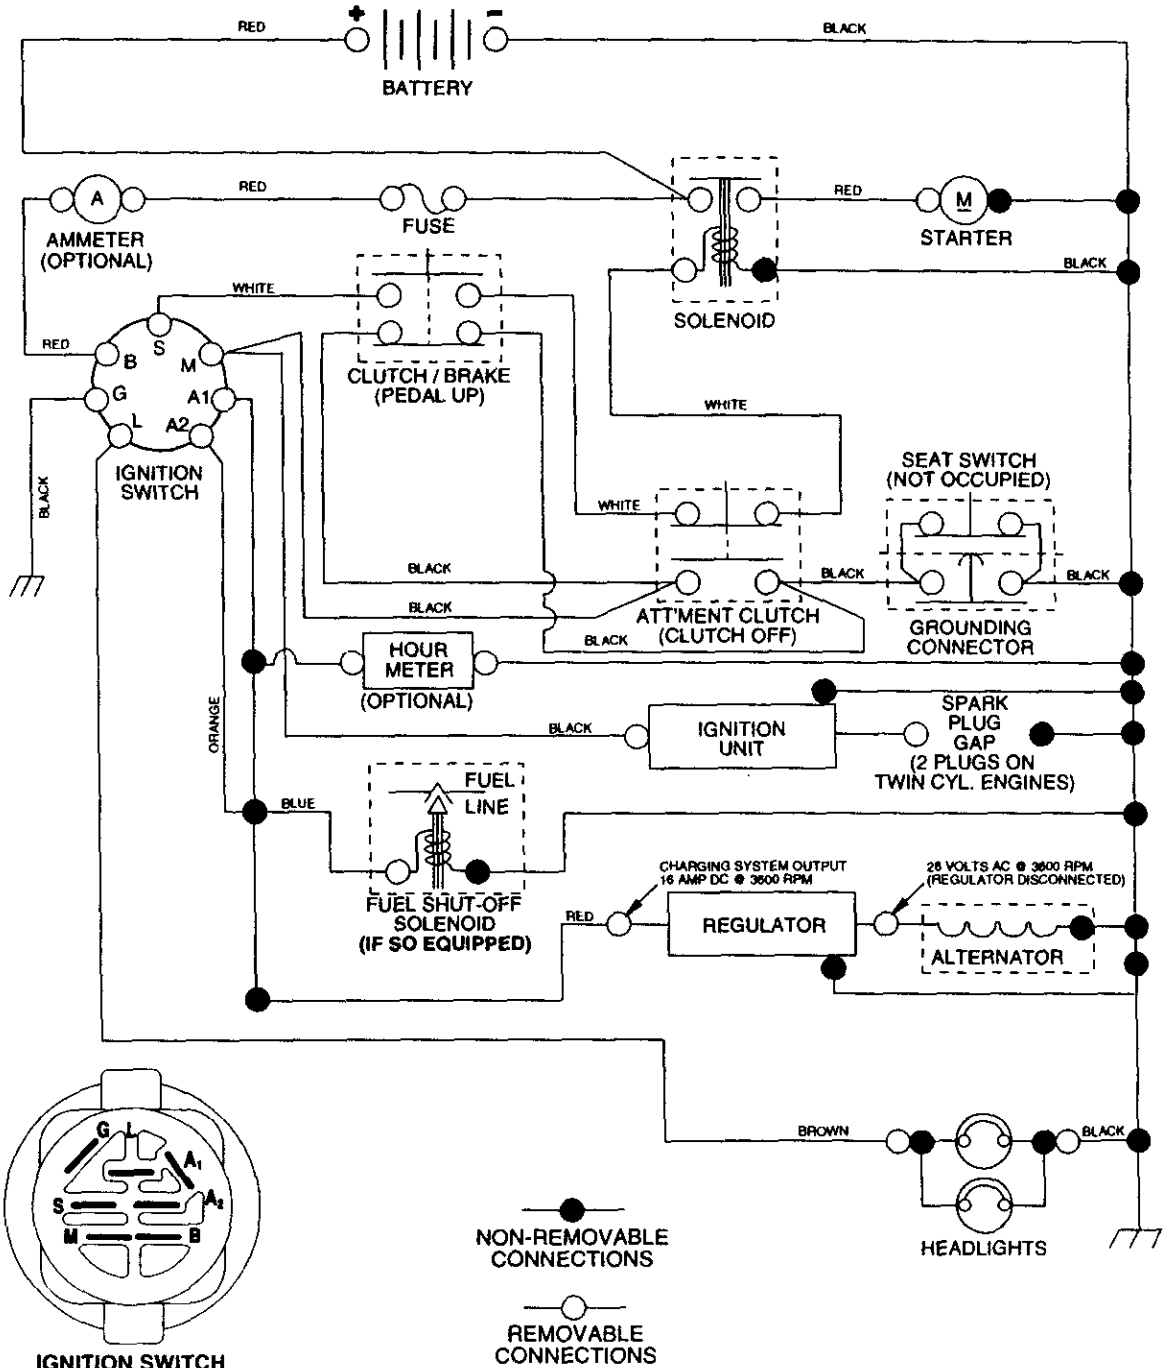 + -
RED
BLACK
BATTERY
RED
A
AMMETER
(OPTIONAL)
FUSE
RED
M
STARTER
BLACK
SOLENOID
WHITE
RED
S
B
M
G
A1
L
A2
IGNITION
SWITCH
BLACK
CLUTCH / BRAKE
(PEDAL UP)
WHITE
SEAT SWITCH
(NOT OCCUPIED)
WHITE
BLACK
BLACK
BLACK
BLACK
BLACK
ATT'MENT CLUTCH
(CLUTCH OFF)
GROUNDING
CONNECTOR
HOUR
METER
(OPTIONAL)
ORANGE
BLACK
IGNITION
UNIT
SPARK
PLUG
GAP
(2 PLUGS ON
TWIN CYL. ENGINES)
BLUE
FUEL
LINE
FUEL SHUT-OFF
SOLENOID
(IF SO EQUIPPED)
CHARGING SYSTEM OUTPUT
16 AMP DC @ 3600 RPM
28 VOLTS AC @ 3600 RPM
(REGULATOR DISCONNECTED)
RED
REGULATOR
ALTERNATOR
BROWN
BLACK
HEADLIGHTS
G L
A1
S A2
M B
IGNITION SWITCH
NON-REMOVABLE
CONNECTIONS
REMOVABLE
CONNECTIONS